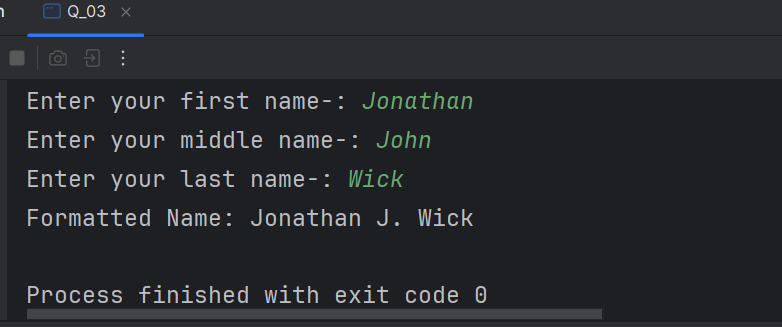 n Q_03
Enter your first name-: Jonathan
Enter your middle name-: John
Enter your last name-: Wick
Formatted Name: Jonathan J. Wick
Process finished with exit code 0